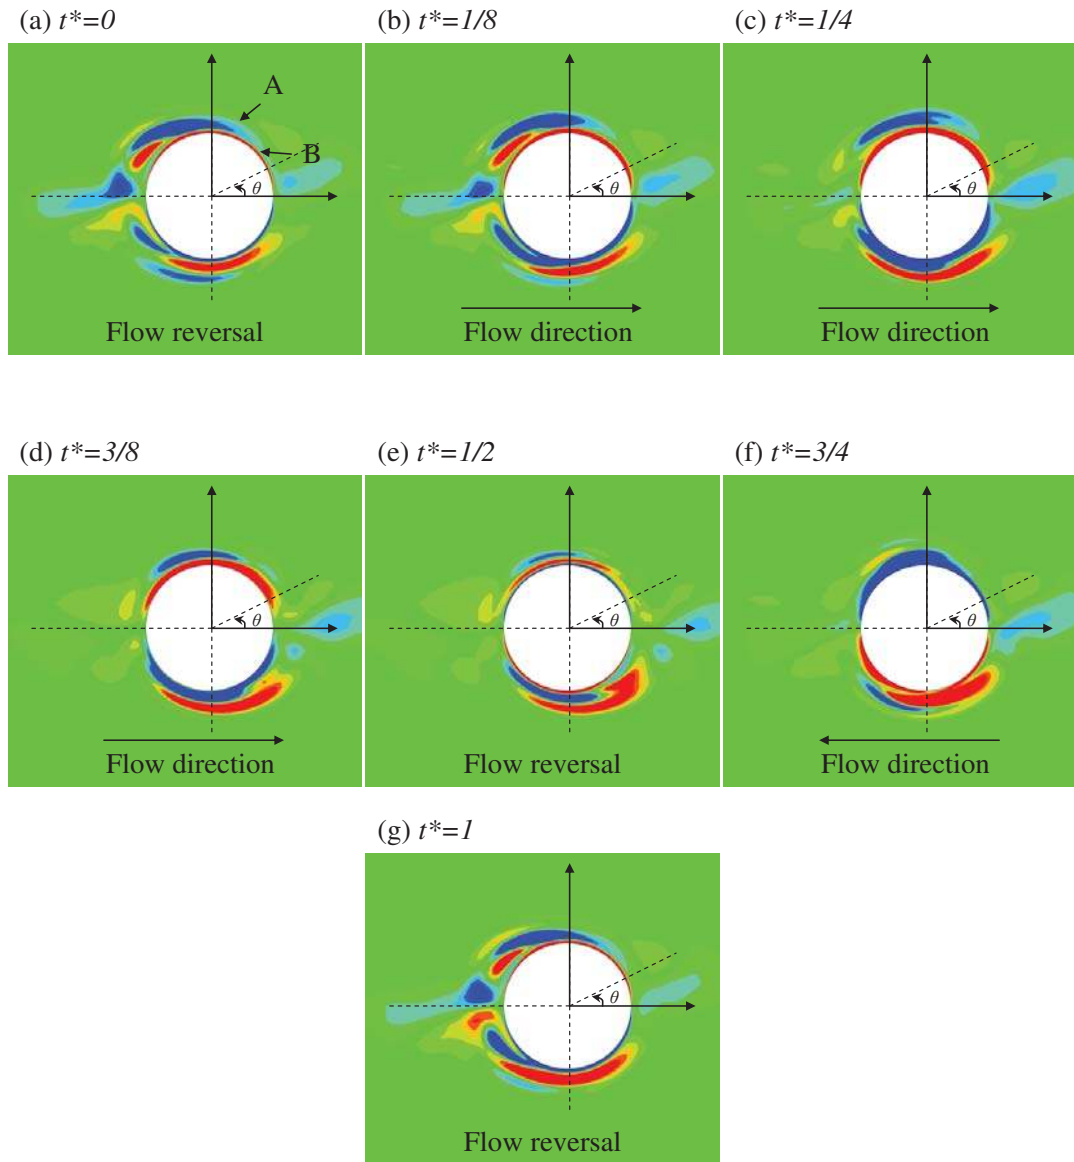 (a) t*=0
(b) t*=1/8
(c) t*=1/4
A
B
θ
θ
θ
Flow reversal
Flow direction
Flow direction
(d) t*=3/8
(e) t*=1/2
(f) t*=3/4
θ
θ
θ
Flow direction
Flow reversal
Flow direction
(g) t*=1
θ
Flow reversal